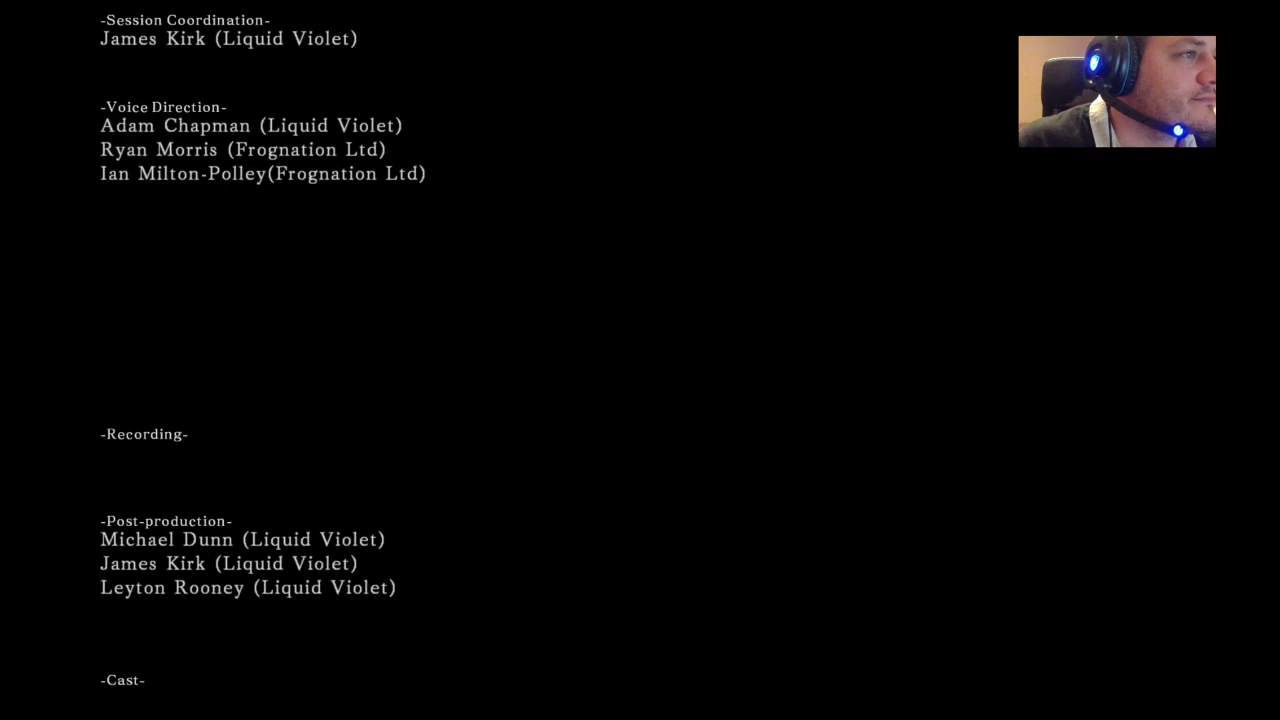 -Session Coordination-
James Kirk (Liquid Violet)
-Voice Direction-
Adam Chapman (Liquid Violet)
Ryan Morris (Frognation Ltd)
Ian Milton-Polley(Frognation Ltd)
-Recording-
-Post-production-
Michael Dunn (Liquid Violet)
James Kirk (Liquid Violet)
Leyton Rooney (Liquid Violet)
-Cast-